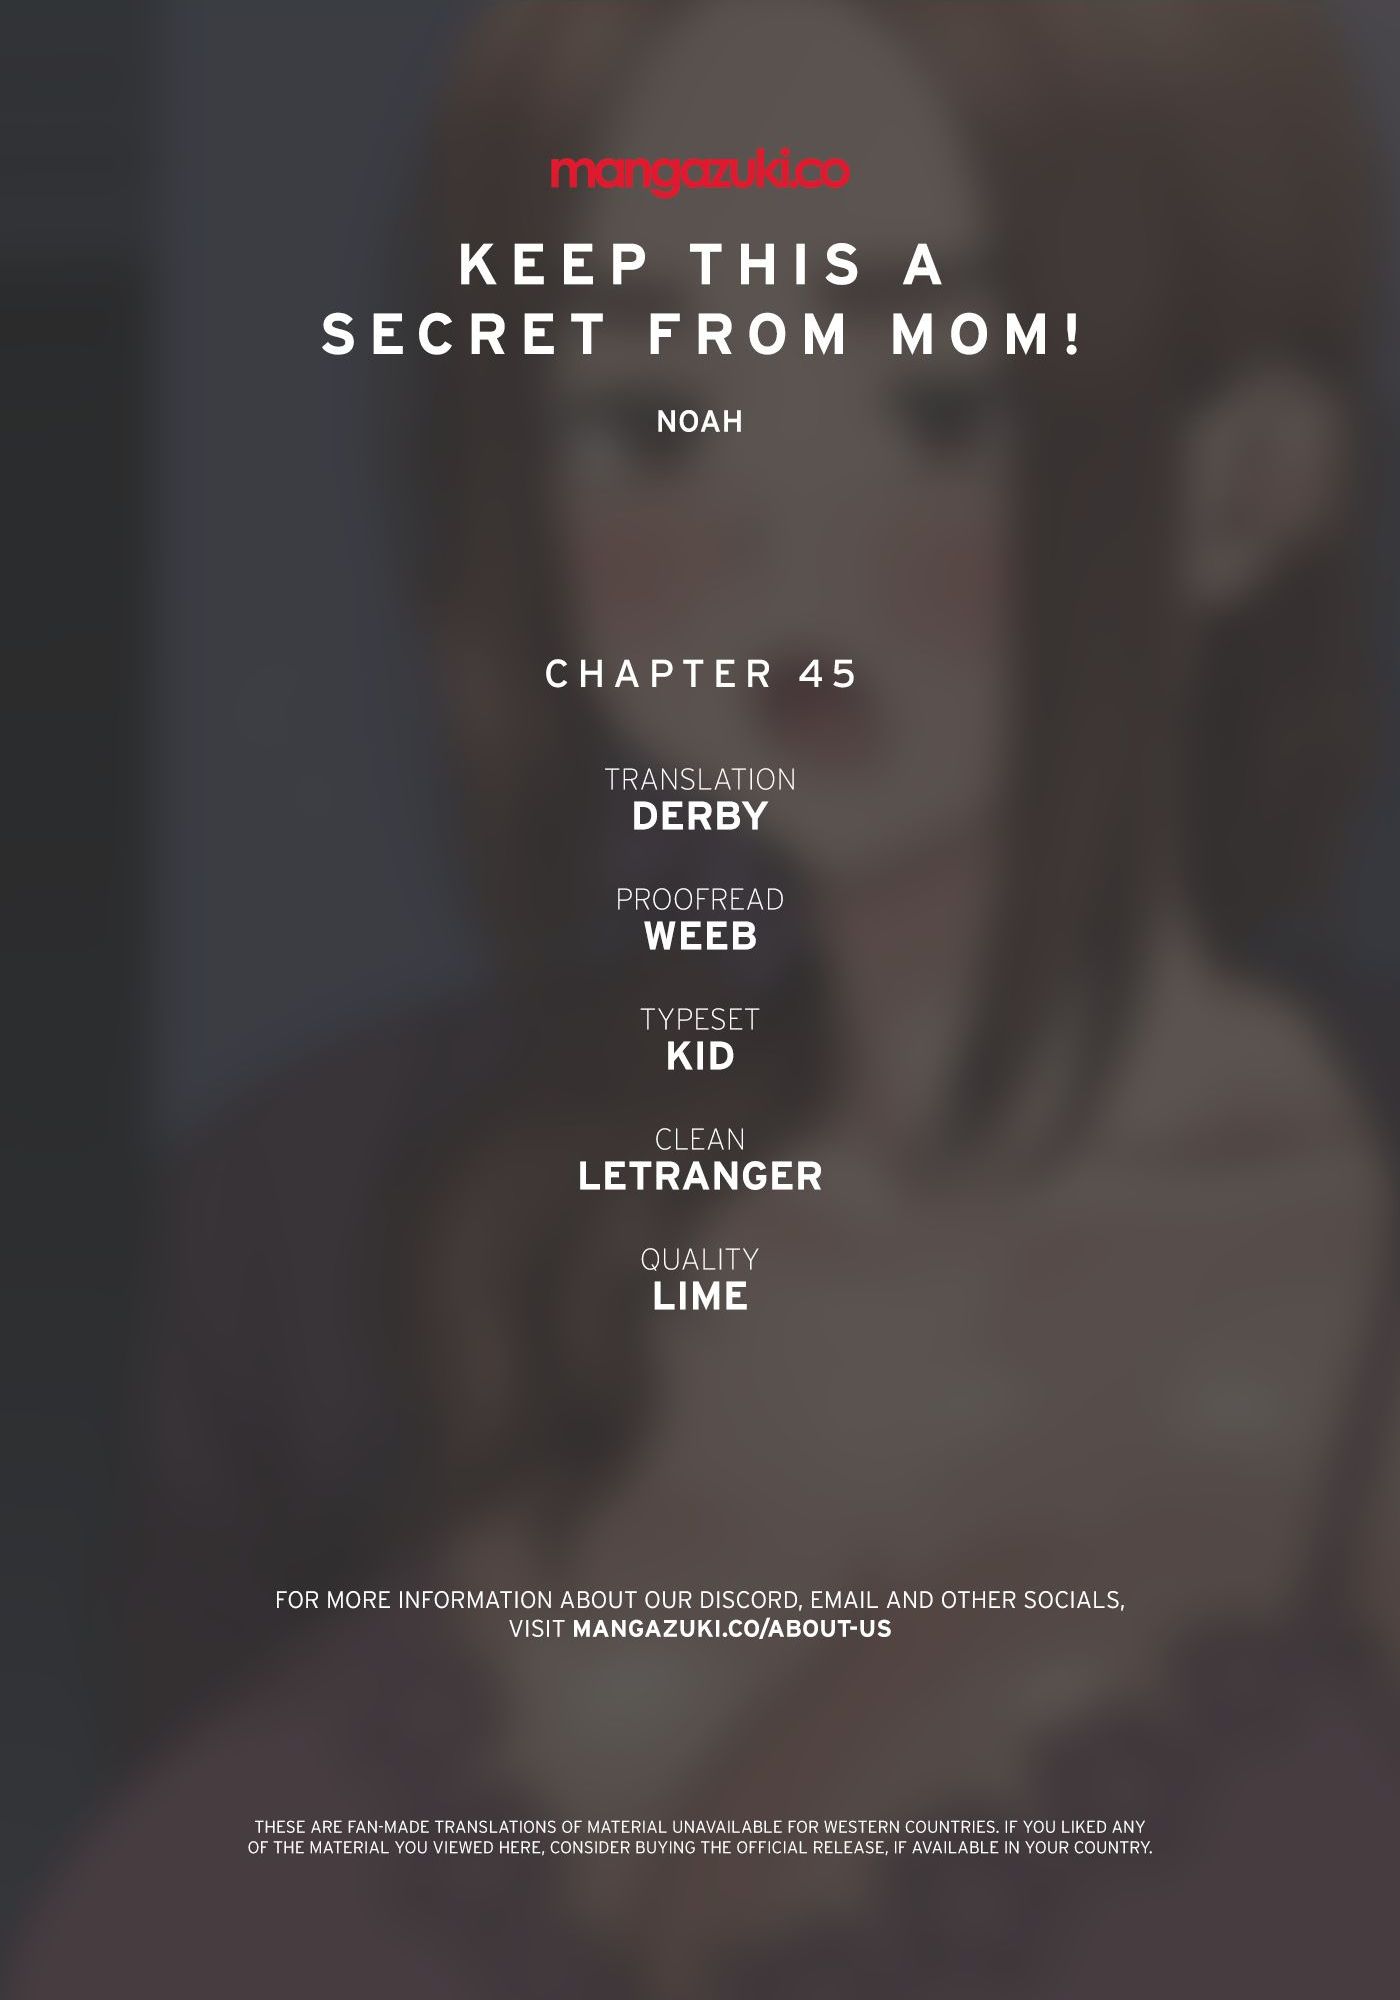 mangazuki.co
KEEP THIS A
SECRET FROM MOM!
NOAH
CHAPTER 45
TRANSLATION
DERBY
PROOFREAD
WEEB
TYPESET
KID
CLEAN
LETRANGER
QUALITY
LIME
FOR MORE INFORMATION ABOUT OUR DISCORD, EMAIL AND OTHER SOCIALS,
VISIT MANGAZUKI.CO/ABOUT-US
THESE ARE FAN-MADE TRANSLATIONS OF MATERIAL UNAVAILABLE FOR WESTERN COUNTRIES. IF YOU LIKED ANY
OF THE MATERIAL YOU VIEWED HERE, CONSIDER BUYING THE OFFICIAL RELEASE, IF AVAILABLE IN YOUR COUNTRY.